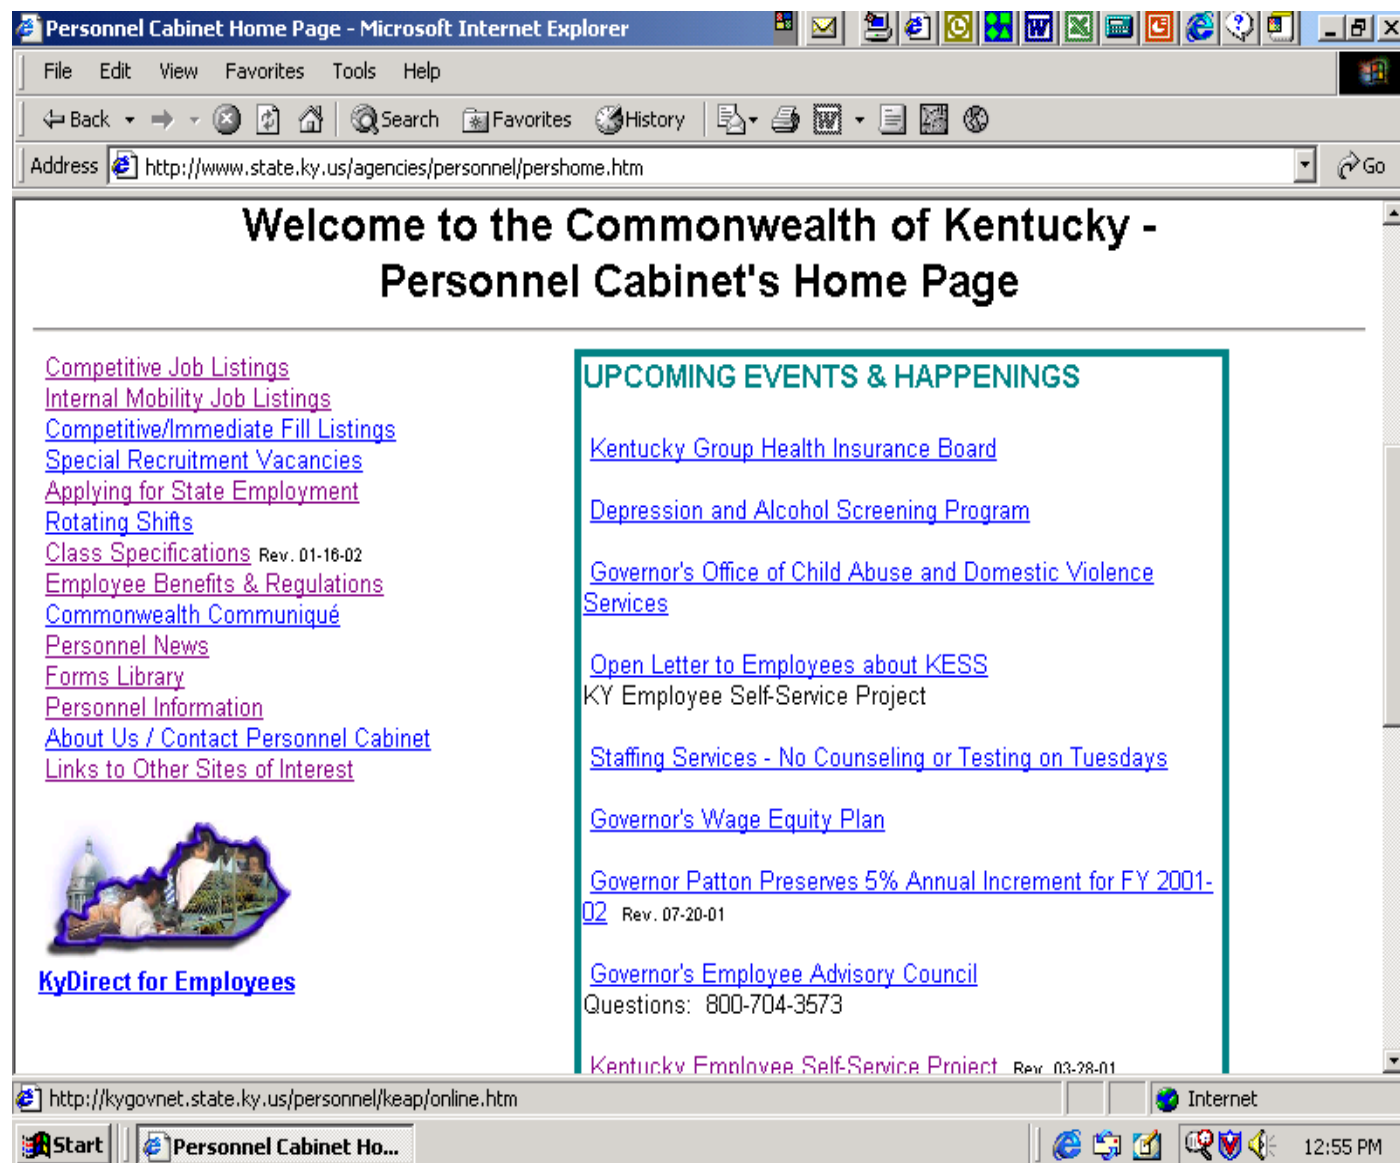 Personnel Cabinet Home Page - Microsoft Internet Explorer
File Edit View Favorites Tools Help
Back Search Favorites History
Address http://www.state.ky.us/agencies/personnel/pershome.htm Go
Welcome to the Commonwealth of Kentucky -
Personnel Cabinet's Home Page
Competitive Job Listings
Internal Mobility Job Listings
Competitive/Immediate Fill Listings
Special Recruitment Vacancies
Applying for State Employment
Rotating Shifts
Class Specifications Rev. 01-16-02
Employee Benefits & Regulations
Commonwealth Communiqué
Personnel News
Forms Library
Personnel Information
About Us / Contact Personnel Cabinet
Links to Other Sites of Interest
KyDirect for Employees
UPCOMING EVENTS & HAPPENINGS
Kentucky Group Health Insurance Board
Depression and Alcohol Screening Program
Governor's Office of Child Abuse and Domestic Violence
Services
Open Letter to Employees about KESS
KY Employee Self-Service Project
Staffing Services - No Counseling or Testing on Tuesdays
Governor's Wage Equity Plan
Governor Patton Preserves 5% Annual Increment for FY 2001-
02 Rev. 07-20-01
Governor's Employee Advisory Council
Questions: 800-704-3573
Kentucky Employee Self-Service Project Rev. 03-28-01
http://kygovnet.state.ky.us/personnel/keap/online.htm Internet
Start Personnel Cabinet Ho... 12:55 PM